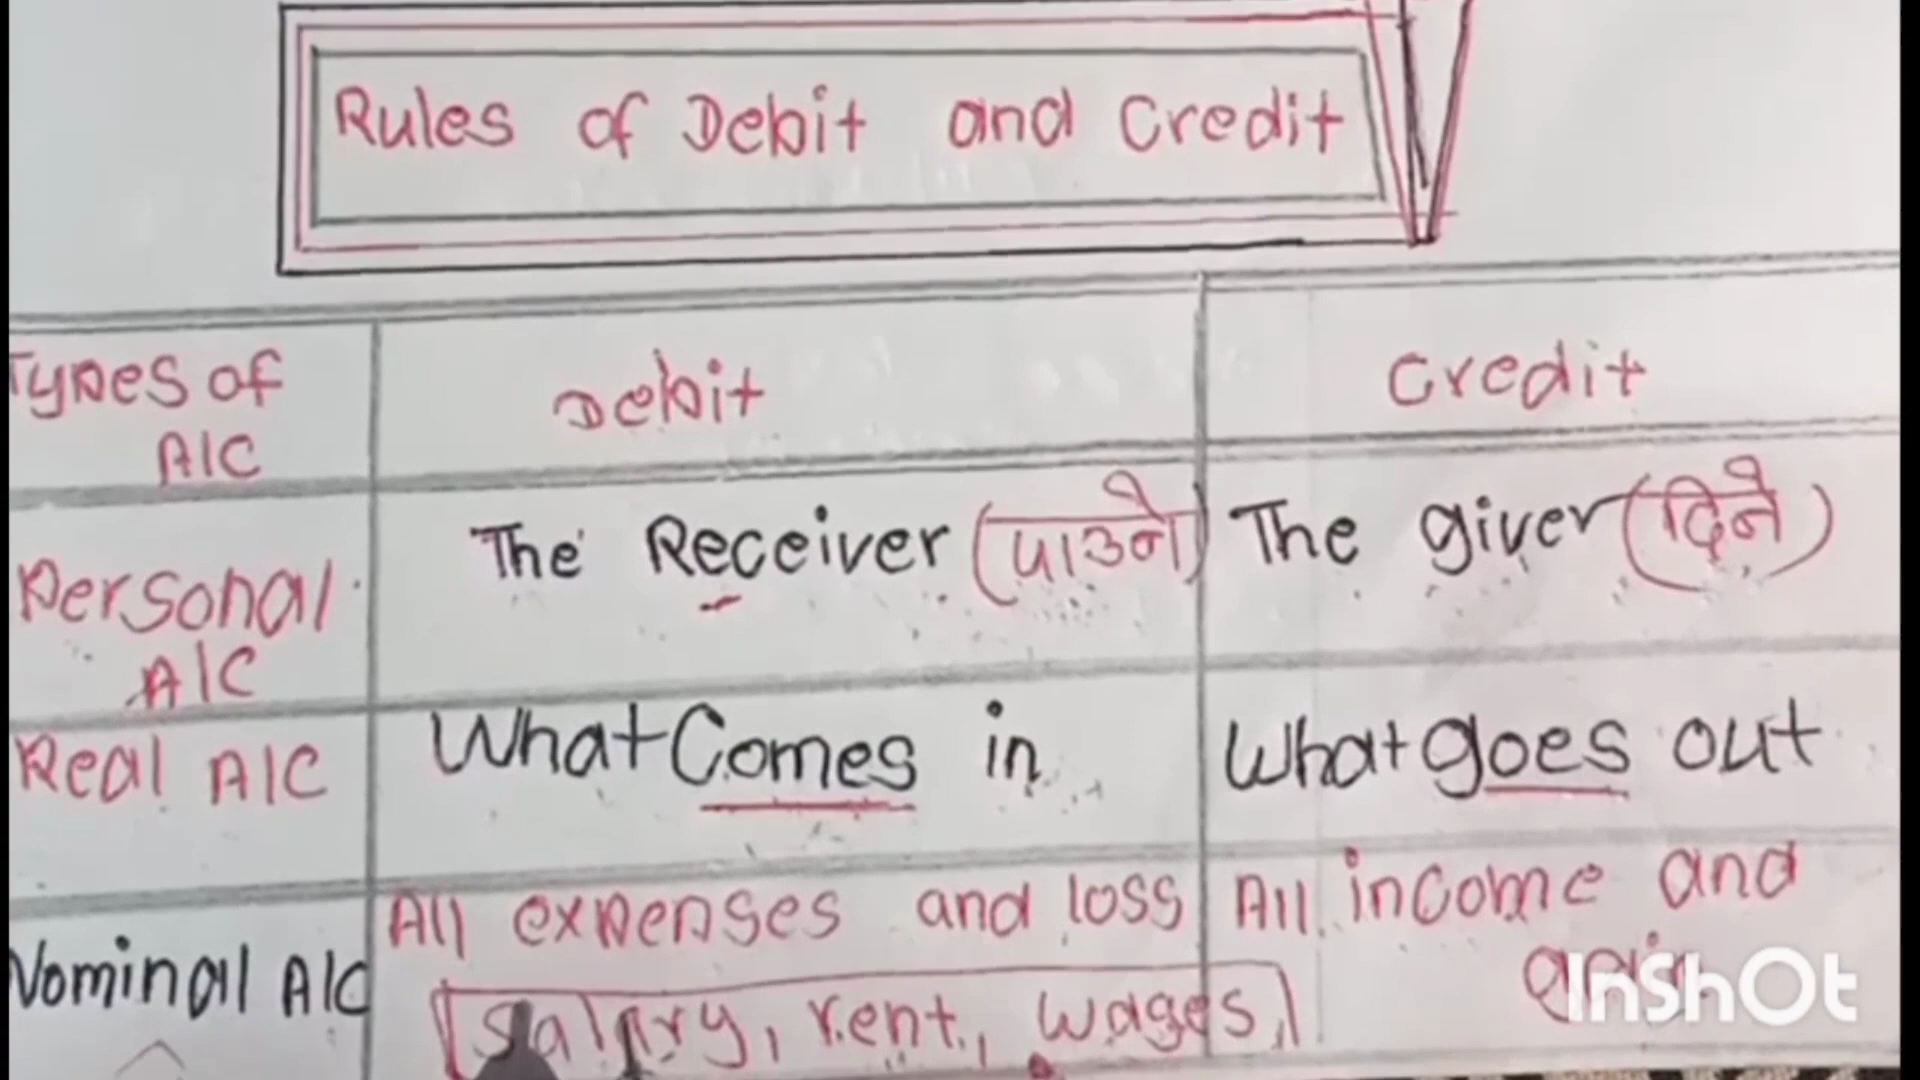 Rules of Debit and Credit
Types of A/C
Debit
Credit
Personal A/C
The Receiver (पाउने)
The giver (दिने)
Real A/C
What Comes in
What goes out
Nominal A/C
All expenses and loss
(salary, rent, wages,)
All income and
gain
InShOt